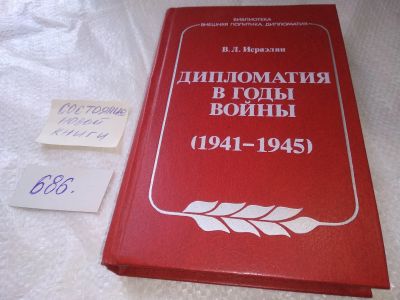 БИБЛИОТЕКА
ВНЕШНЯЯ ПОЛИТИКА. ДИПЛОМАТИЯ
В. Л. Исраэлян
ДИПЛОМАТИЯ
В ГОДЫ
ВОЙНЫ
(1941–1945)
СОСТОЯНИЕ
новой
книги
686.